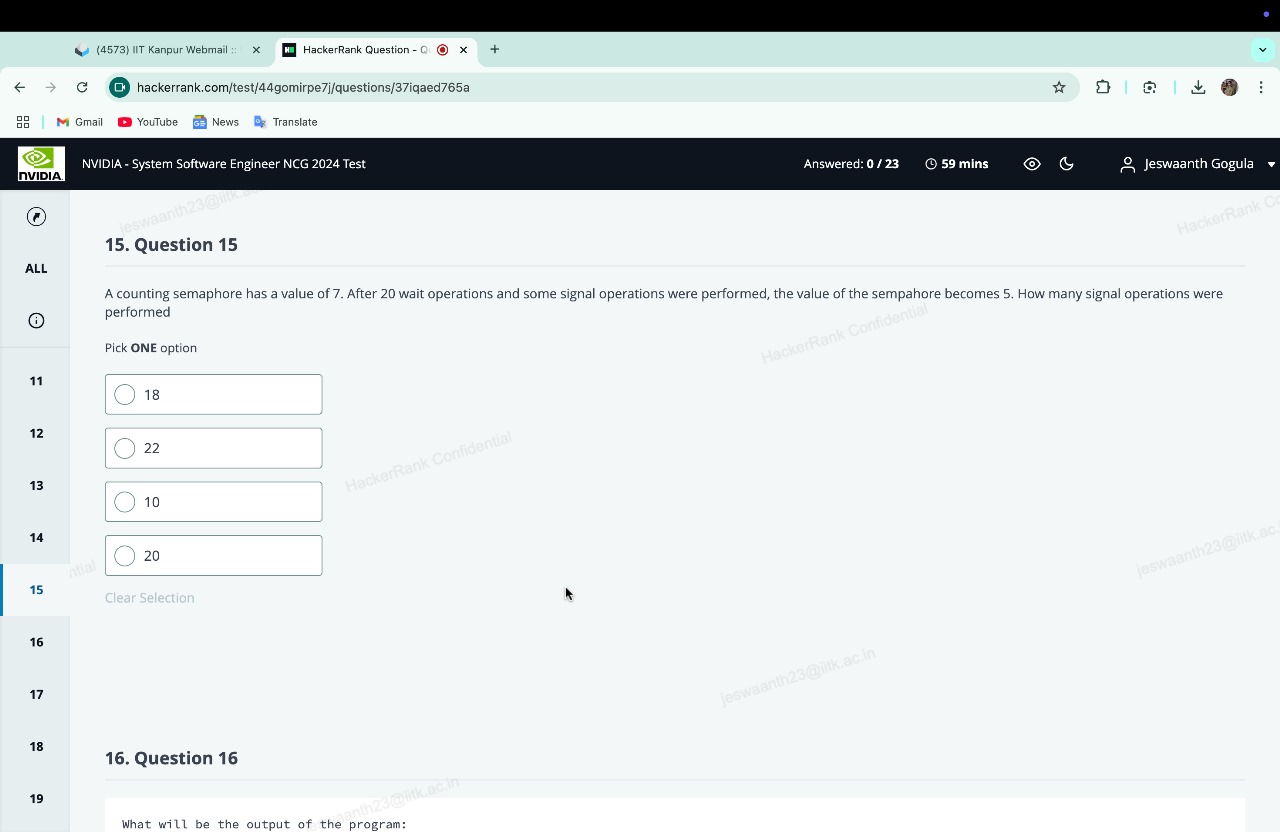 (4573) IIT Kanpur Webmail ::
HackerRank Question - Q
hackerrank.com/test/44gomirpe7j/questions/37iqaed765a
Gmail
YouTube
News
Translate
NVIDIA
NVIDIA - System Software Engineer NCG 2024 Test
Answered: 0 / 23
59 mins
Jeswaanth Gogula
jeswaanth23@iitk.ac
HackerRank Co
ALL
11
12
13
14
15
16
17
18
19
15. Question 15
A counting semaphore has a value of 7. After 20 wait operations and some signal operations were performed, the value of the sempahore becomes 5. How many signal operations were
performed
HackerRank Confidential
Pick ONE option
18
22
HackerRank Confidential
10
20
jeswaanth23@iitk.ac.
ntial
Clear Selection
jeswaanth23@iitk.ac.in
16. Question 16
jeswaanth23@iitk.ac.in
What will be the output of the program: